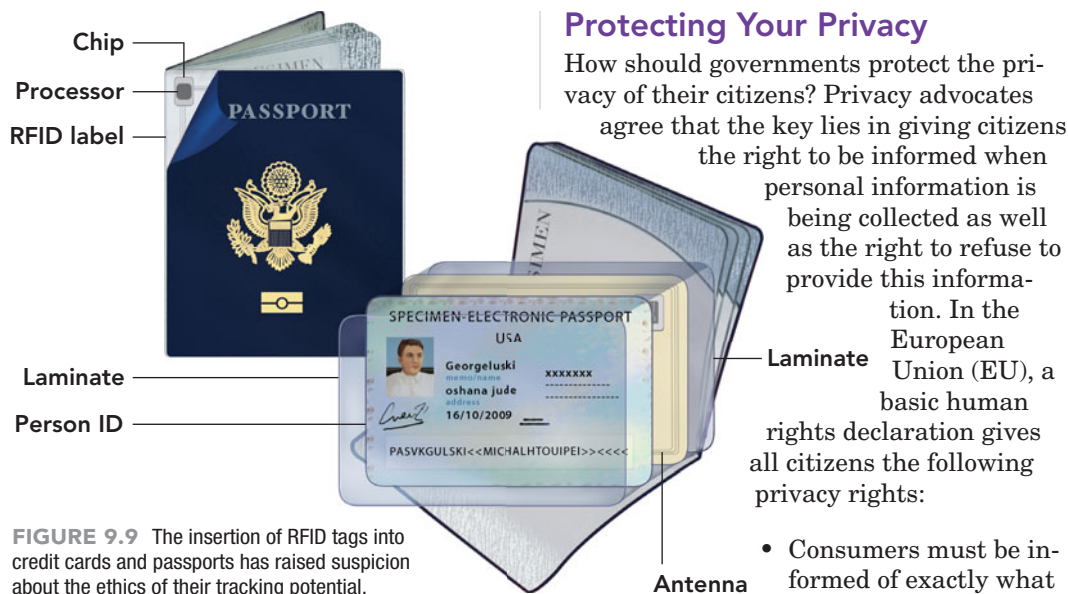 Chip
Processor
RFID label
SPECIMEN
PASSPORT
Laminate
Person ID
SPECIMEN-ELECTRONIC PASSPORT
USA
Georgeluski
memo/name
oshana jude
address
16/10/2009
xxxxxxx
PASVKGULSKI<<MICHALHTOUIPEI>><<<<
Laminate
Antenna
FIGURE 9.9 The insertion of RFID tags into
credit cards and passports has raised suspicion
about the ethics of their tracking potential.
Protecting Your Privacy
How should governments protect the pri-
vacy of their citizens? Privacy advocates
agree that the key lies in giving citizens
the right to be informed when
personal information is
being collected as well
as the right to refuse to
provide this informa-
tion. In the
European
Union (EU), a
basic human
rights declaration gives
all citizens the following
privacy rights:
• Consumers must be in-
formed of exactly what